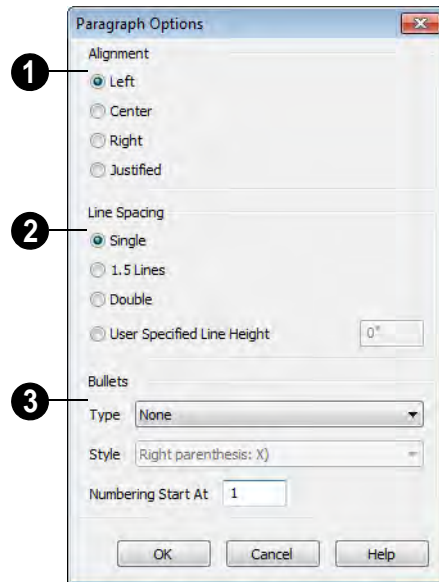 Paragraph Options
1
Alignment
Left
Center
Right
Justified
2
Line Spacing
Single
1.5 Lines
Double
User Specified Line Height 0"
3
Bullets
Type None
Style Right parenthesis: X)
Numbering Start At 1
OK Cancel Help